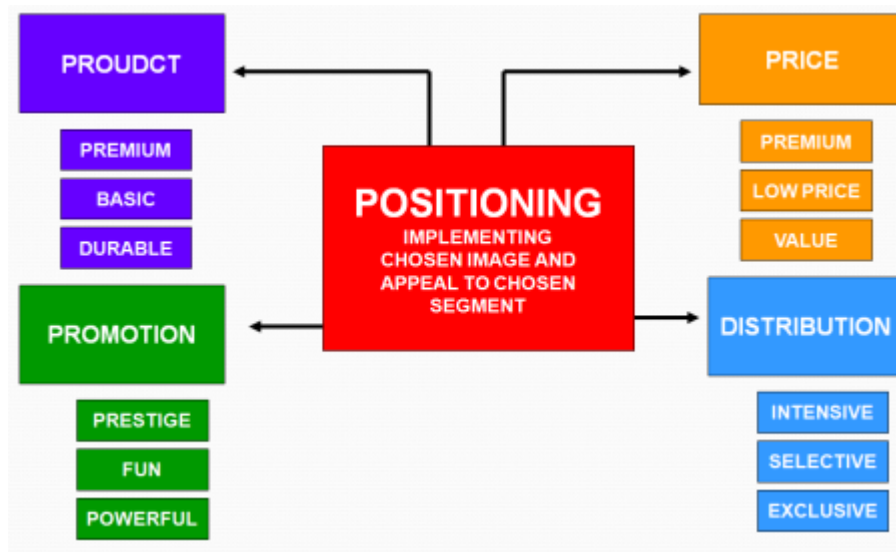 PROUDCT
PREMIUM
BASIC
DURABLE
PRICE
PREMIUM
LOW PRICE
VALUE
POSITIONING
IMPLEMENTING
CHOSEN IMAGE AND
APPEAL TO CHOSEN
SEGMENT
PROMOTION
PRESTIGE
FUN
POWERFUL
DISTRIBUTION
INTENSIVE
SELECTIVE
EXCLUSIVE